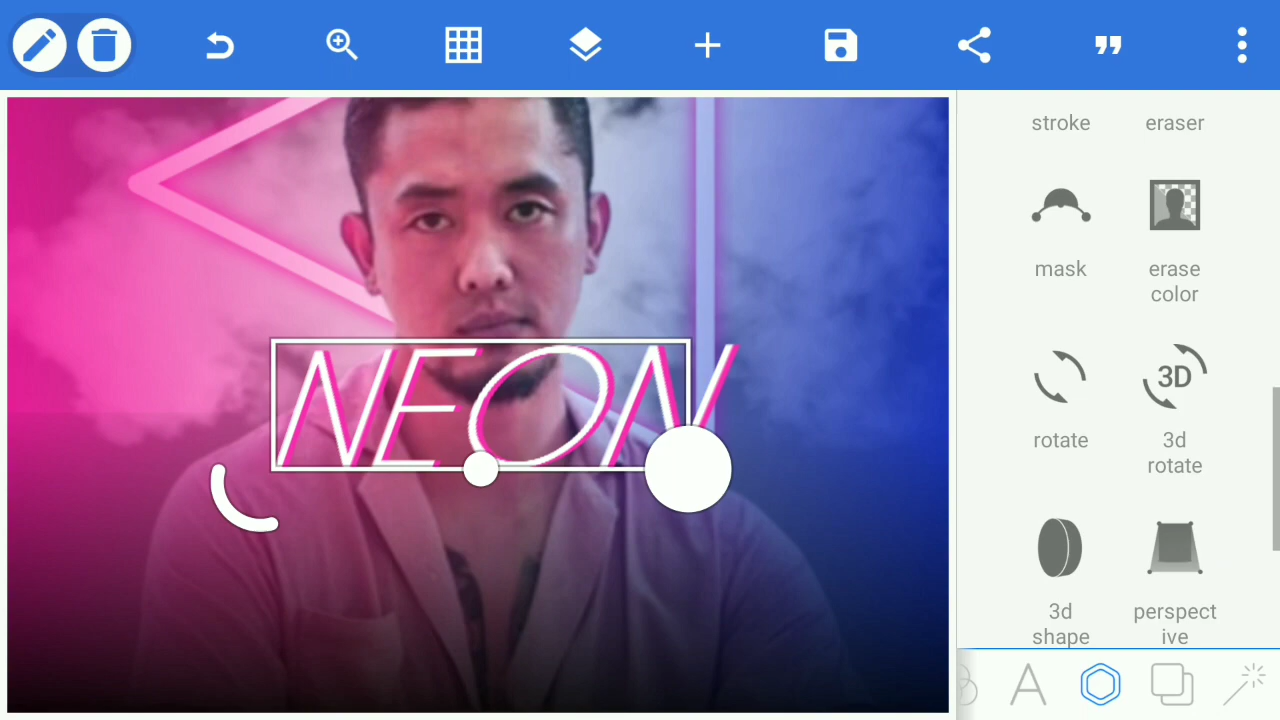 stroke
eraser
mask
erase
color
NEON
rotate
3D
3d
rotate
3d
shape
perspect
ive
A